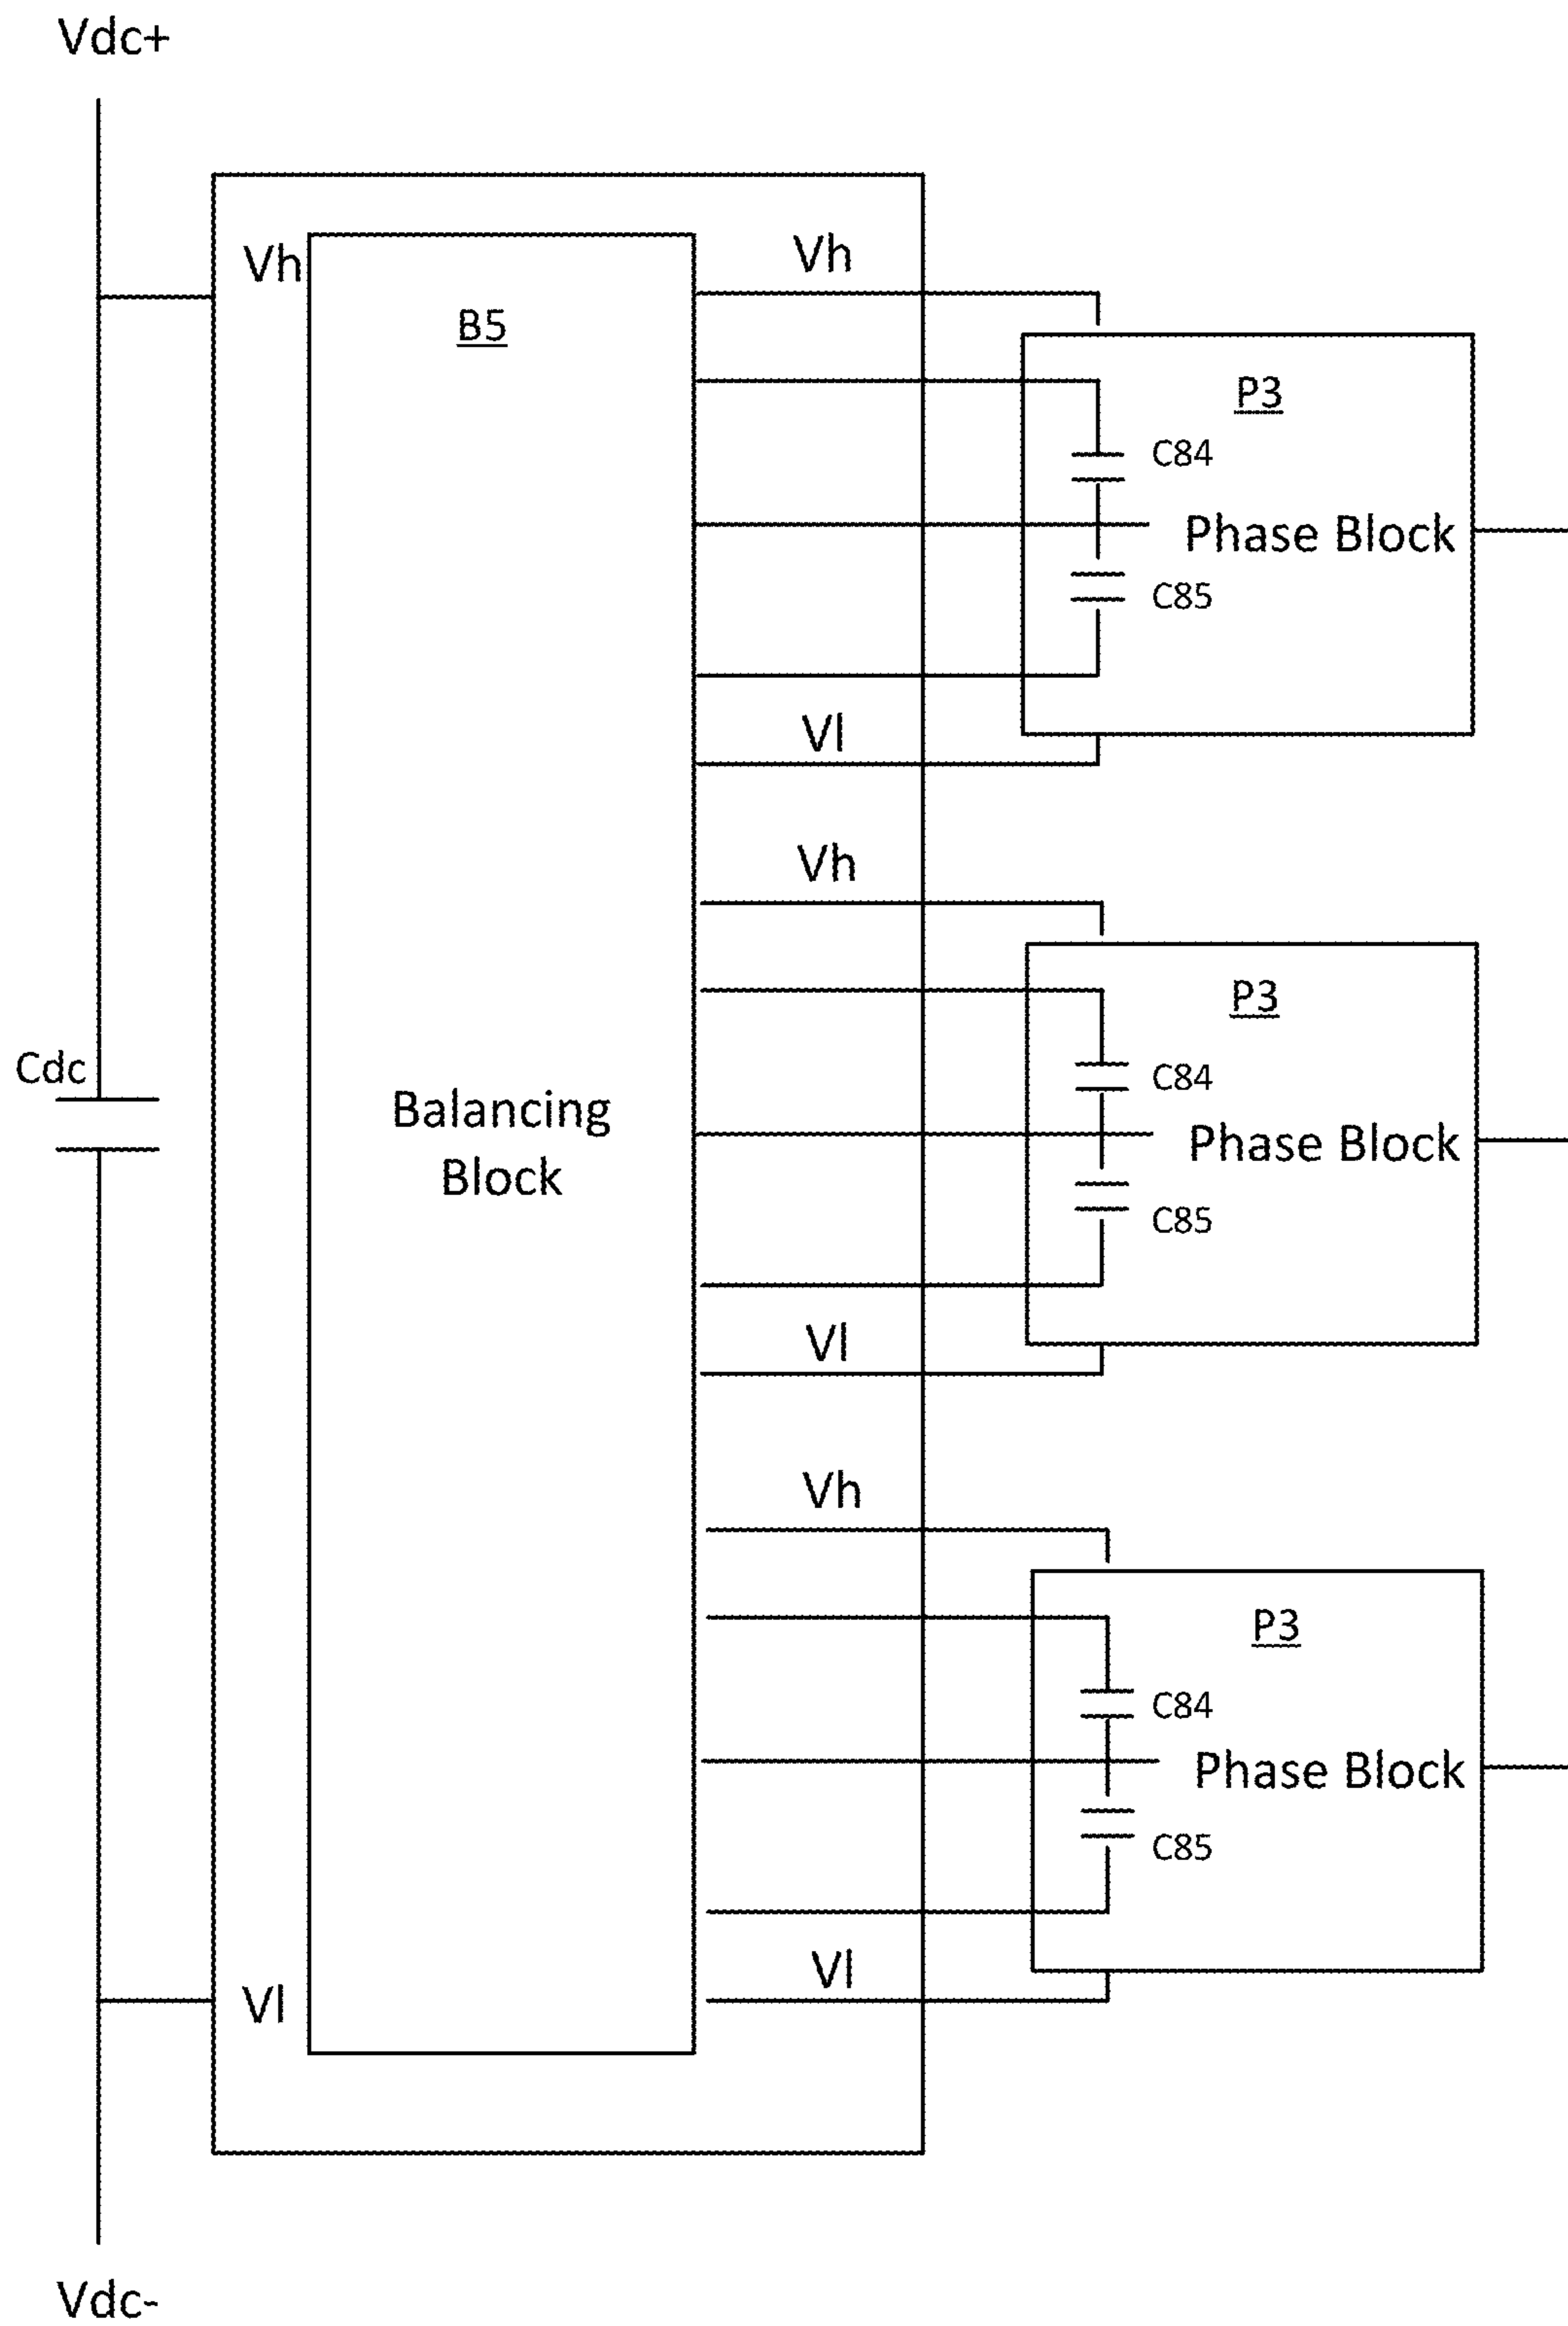 Vdc+
Vh
Vh
B5
P3
C84
Phase Block
C85
Vl
Vh
P3
Cdc
C84
Balancing
Block
Phase Block
C85
Vl
Vh
P3
C84
Phase Block
C85
Vl
Vl
Vdc-